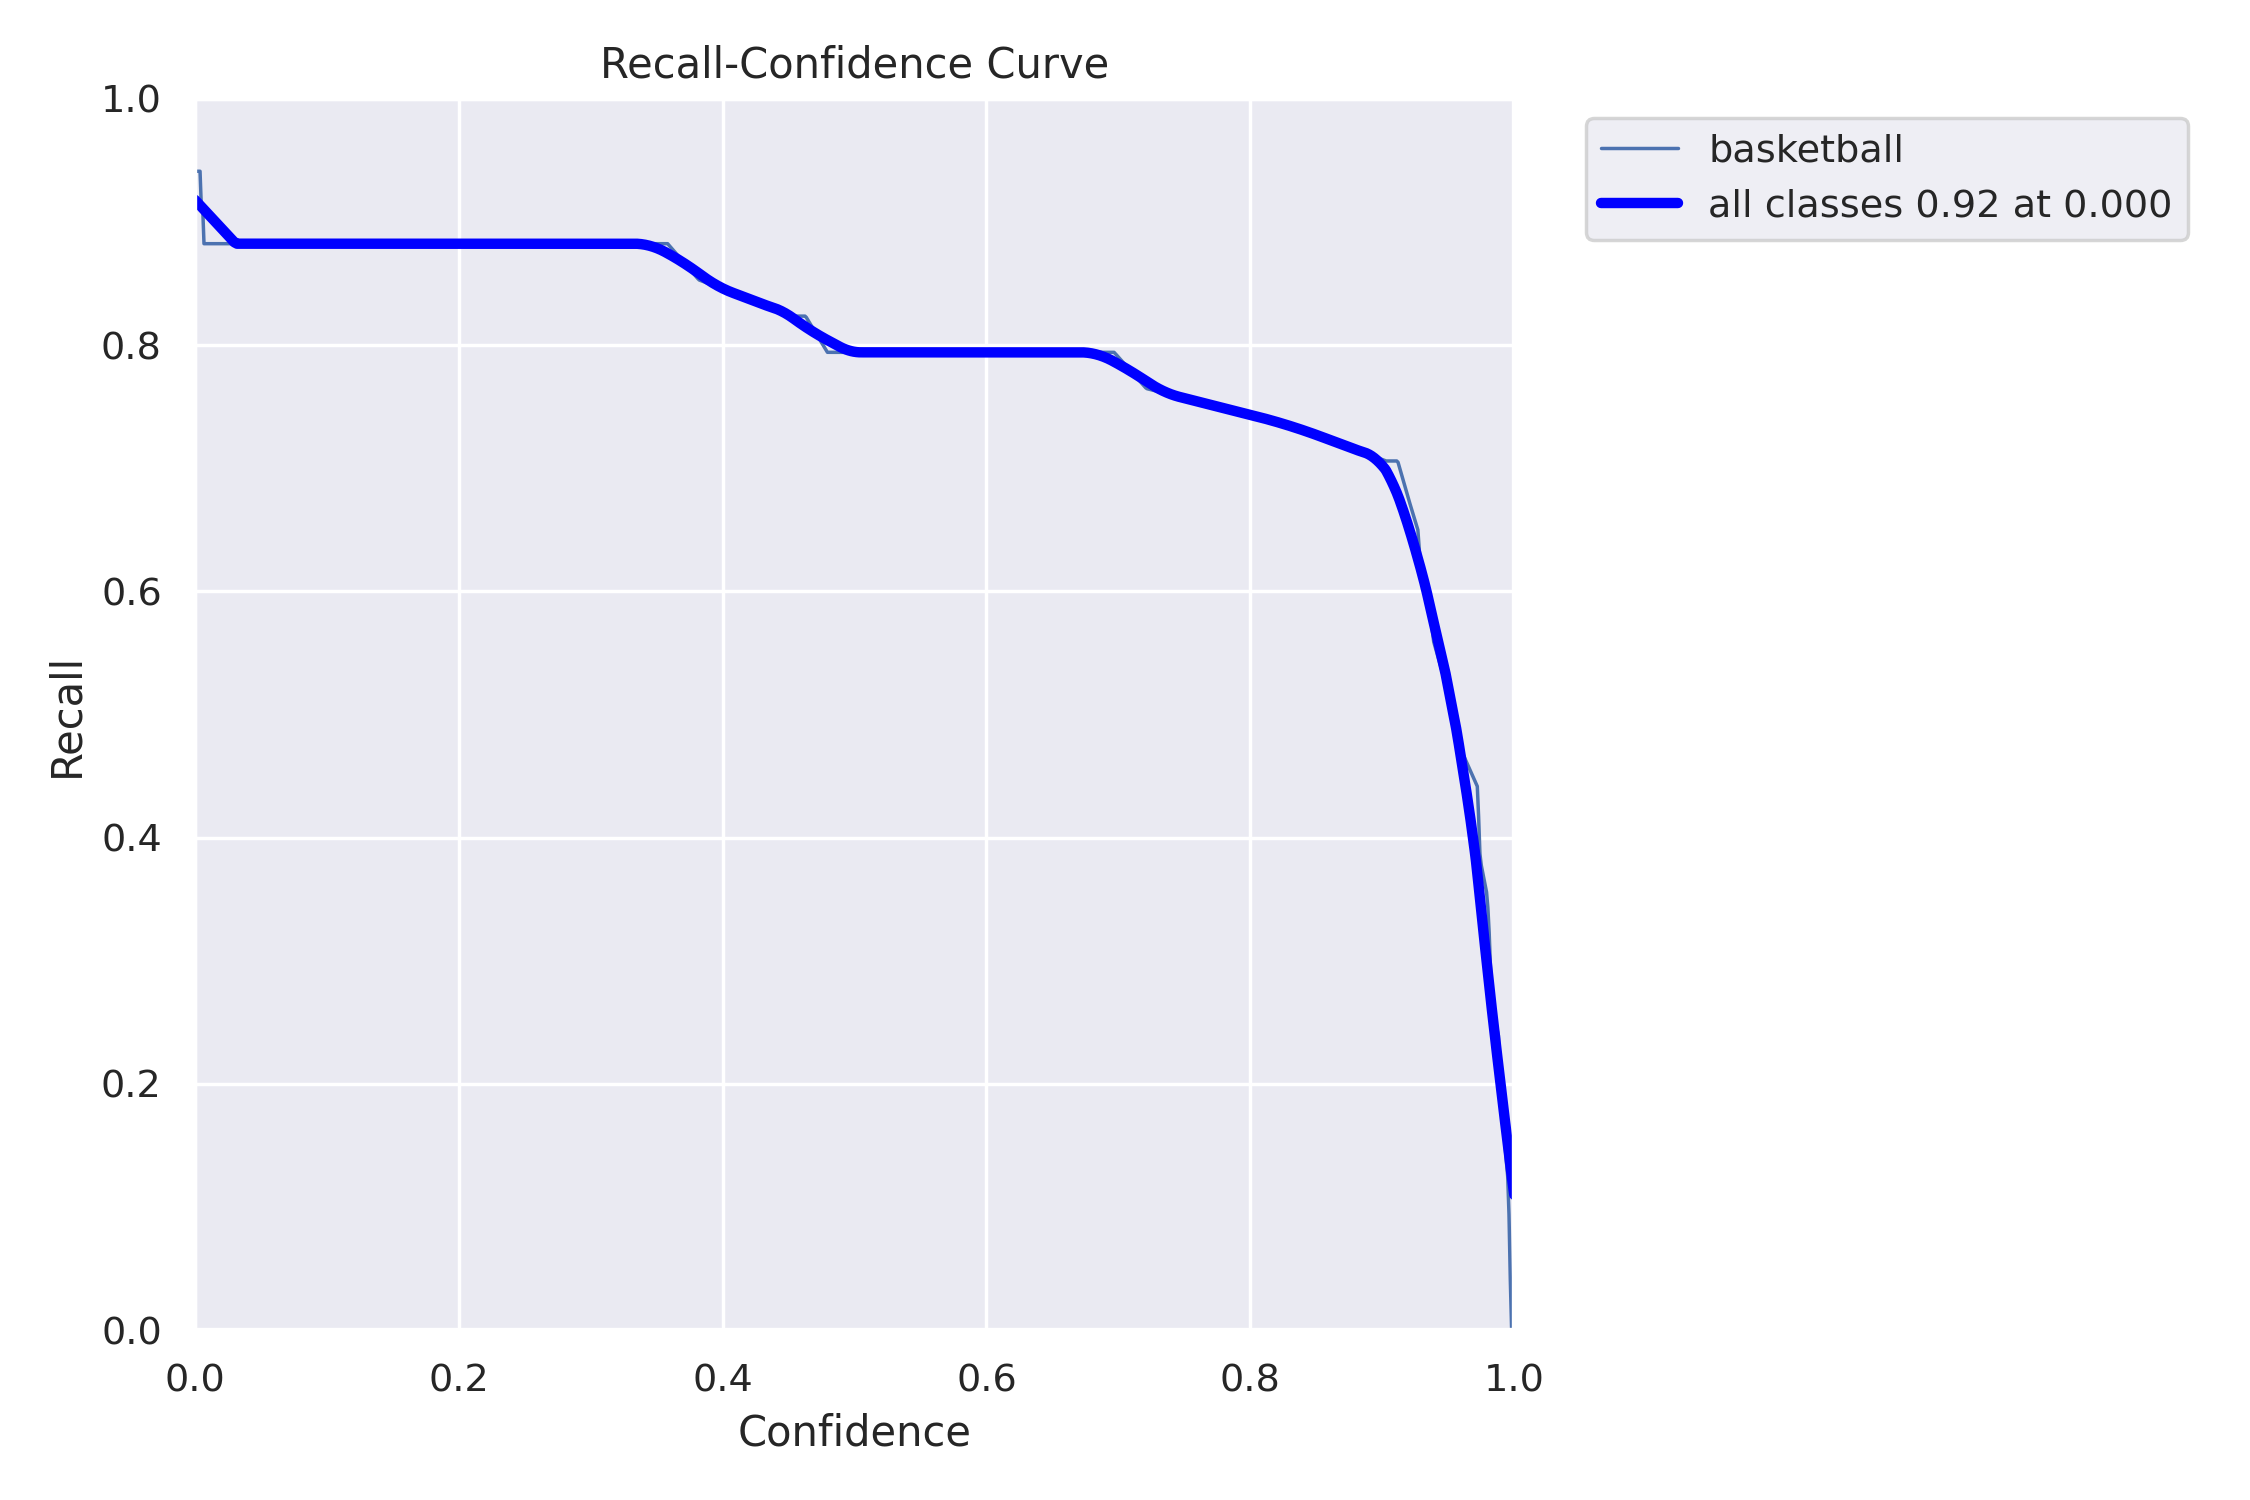 Recall-Confidence Curve
1.0
0.8
0.6
0.4
0.2
0.0
Recall
0.0 0.2 0.4 0.6 0.8 1.0
Confidence
basketball
all classes 0.92 at 0.000